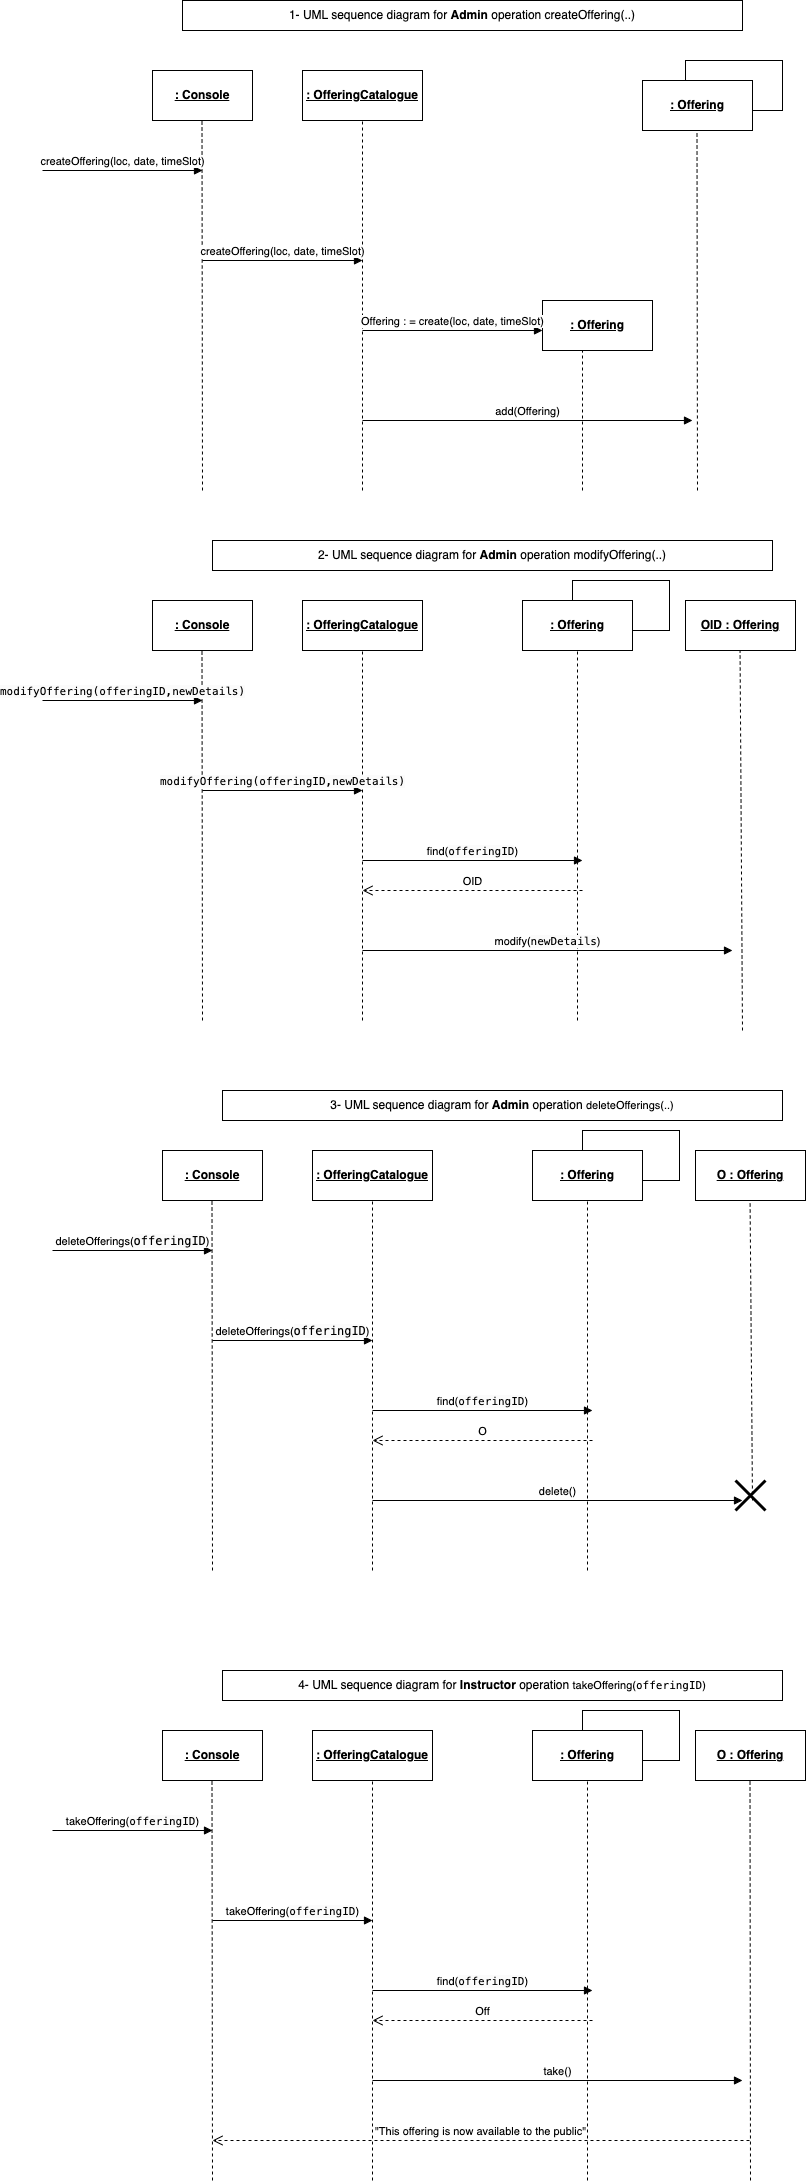 1- UML sequence diagram for Admin operation createOffering(..)
: Console
: OfferingCatalogue
: Offering
createOffering(loc, date, timeSlot)
createOffering(loc, date, timeSlot)
Offering : = create(loc, date, timeSlot)
: Offering
add(Offering)
2- UML sequence diagram for Admin operation modifyOffering(..)
: Console
: OfferingCatalogue
: Offering
OID : Offering
modifyOffering(offeringID,newDetails)
modifyOffering(offeringID,newDetails)
find(offeringID)
OID
modify(newDetails)
3- UML sequence diagram for Admin operation deleteOfferings(..)
: Console
: OfferingCatalogue
: Offering
O : Offering
deleteOfferings(offeringID)
deleteOfferings(offeringID)
find(offeringID)
O
delete()
4- UML sequence diagram for Instructor operation takeOffering(offeringID)
: Console
: OfferingCatalogue
: Offering
O : Offering
takeOffering(offeringID)
takeOffering(offeringID)
find(offeringID)
Off
take()
"This offering is now available to the public"